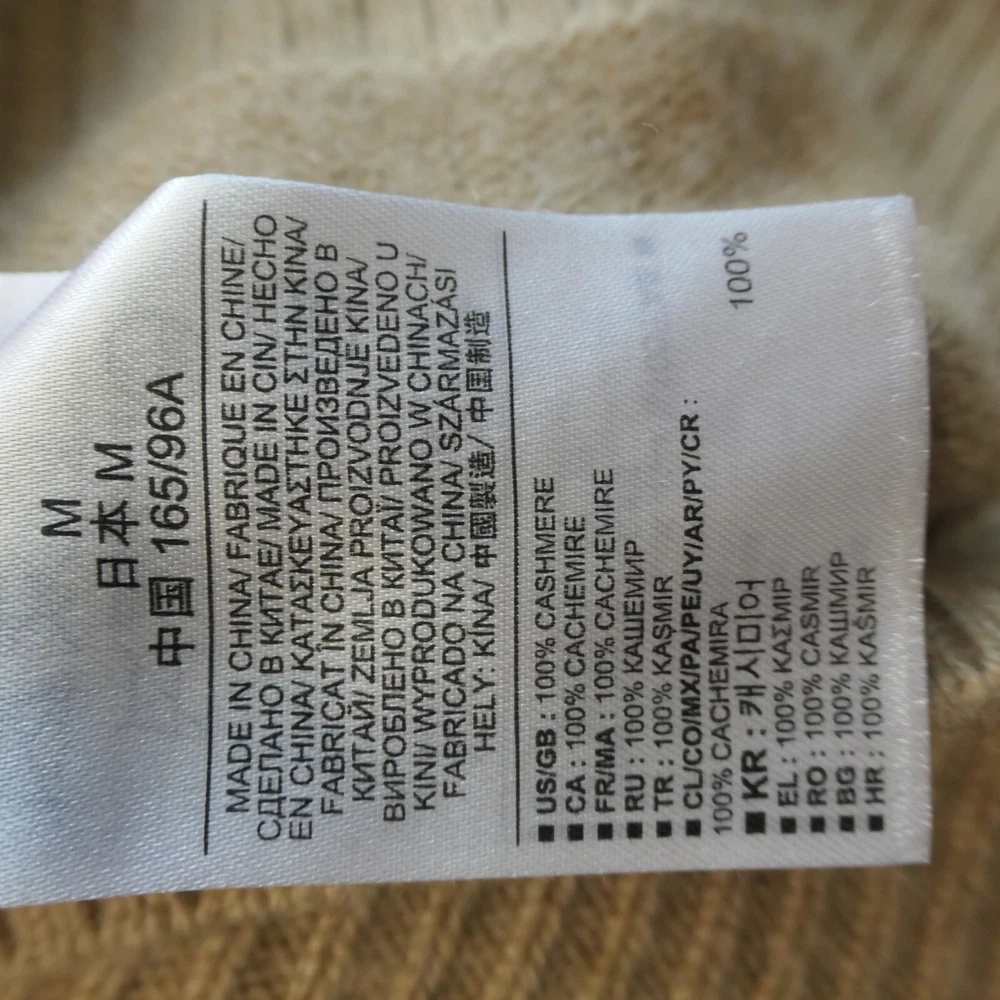 M
日本 M
中国 165/96A
MADE IN CHINA/ FABRIQUE EN CHINE/
СДЕЛАНО В КИТАЕ/ MADE IN CIN/ HECHO
EN CHINA/ ΚΑΤΑΣΚΕΥΑΣΤΗΚΕ ΣΤΗΝ ΚΙΝΑ/
FABRICAT ÎN CHINA/ ПРОИЗВЕДЕНО В
КИТАЙ/ ZEMLJA PROIZVODNJE KINA/
ВИРОБЛЕНО В КИТАЇ/ PROIZVEDENO U
KINI/ WYPRODUKOWANO W CHINACH/
FABRICADO NA CHINA/ SZÁRMAZÁSI
HELY: KÍNA/ 中國製造/ 中国制造
■ US/GB : 100% CASHMERE
■ CA : 100% CACHEMIRE
■ FR/MA : 100% CACHEMIRE
■ RU : 100% КАШЕМИР
■ TR : 100% KAŞMIR
■ CL/CO/MX/PA/PE/UY/AR/PY/CR :
100% CACHEMIRA
■ KR : 캐시미어 100%
■ EL : 100% ΚΑΣΜΙΡ
■ RO : 100% CASMIR
■ BG : 100% КАШМИР
■ HR : 100% KAŠMIR